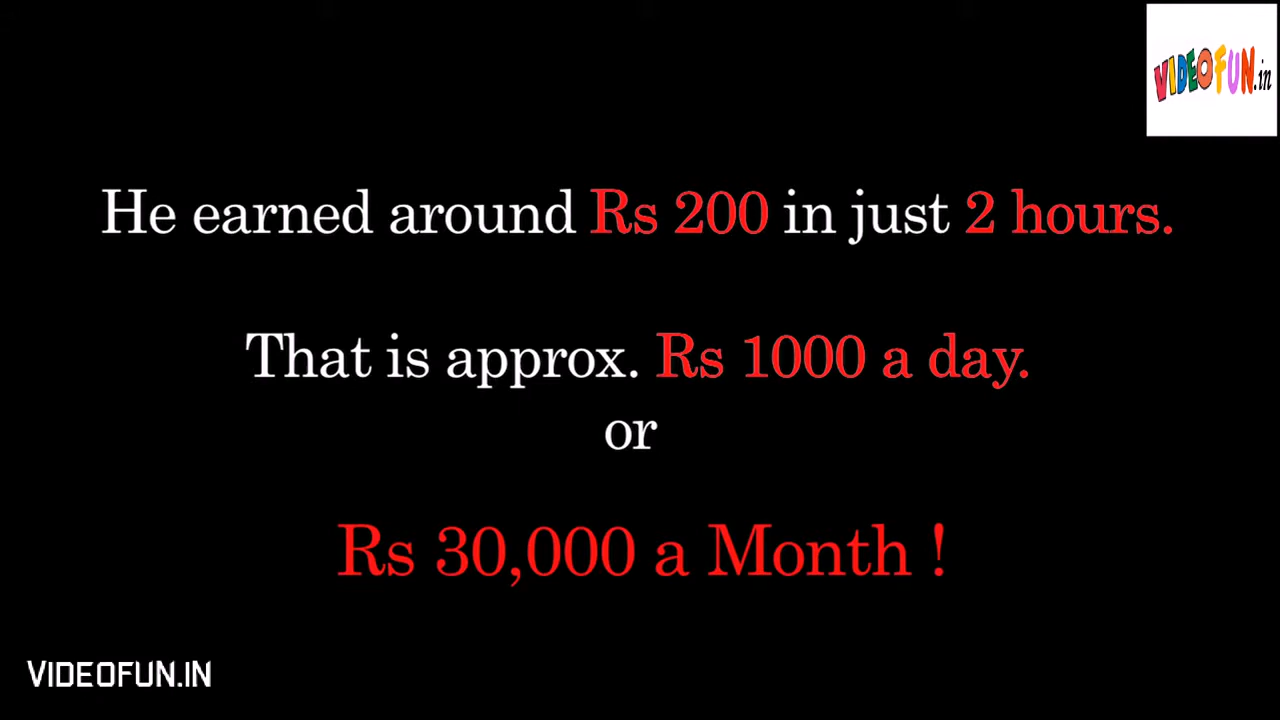 VIDEOFUN.in
He earned around Rs 200 in just 2 hours.
That is approx. Rs 1000 a day.
or
Rs 30,000 a Month !
VIDEOFUN.IN